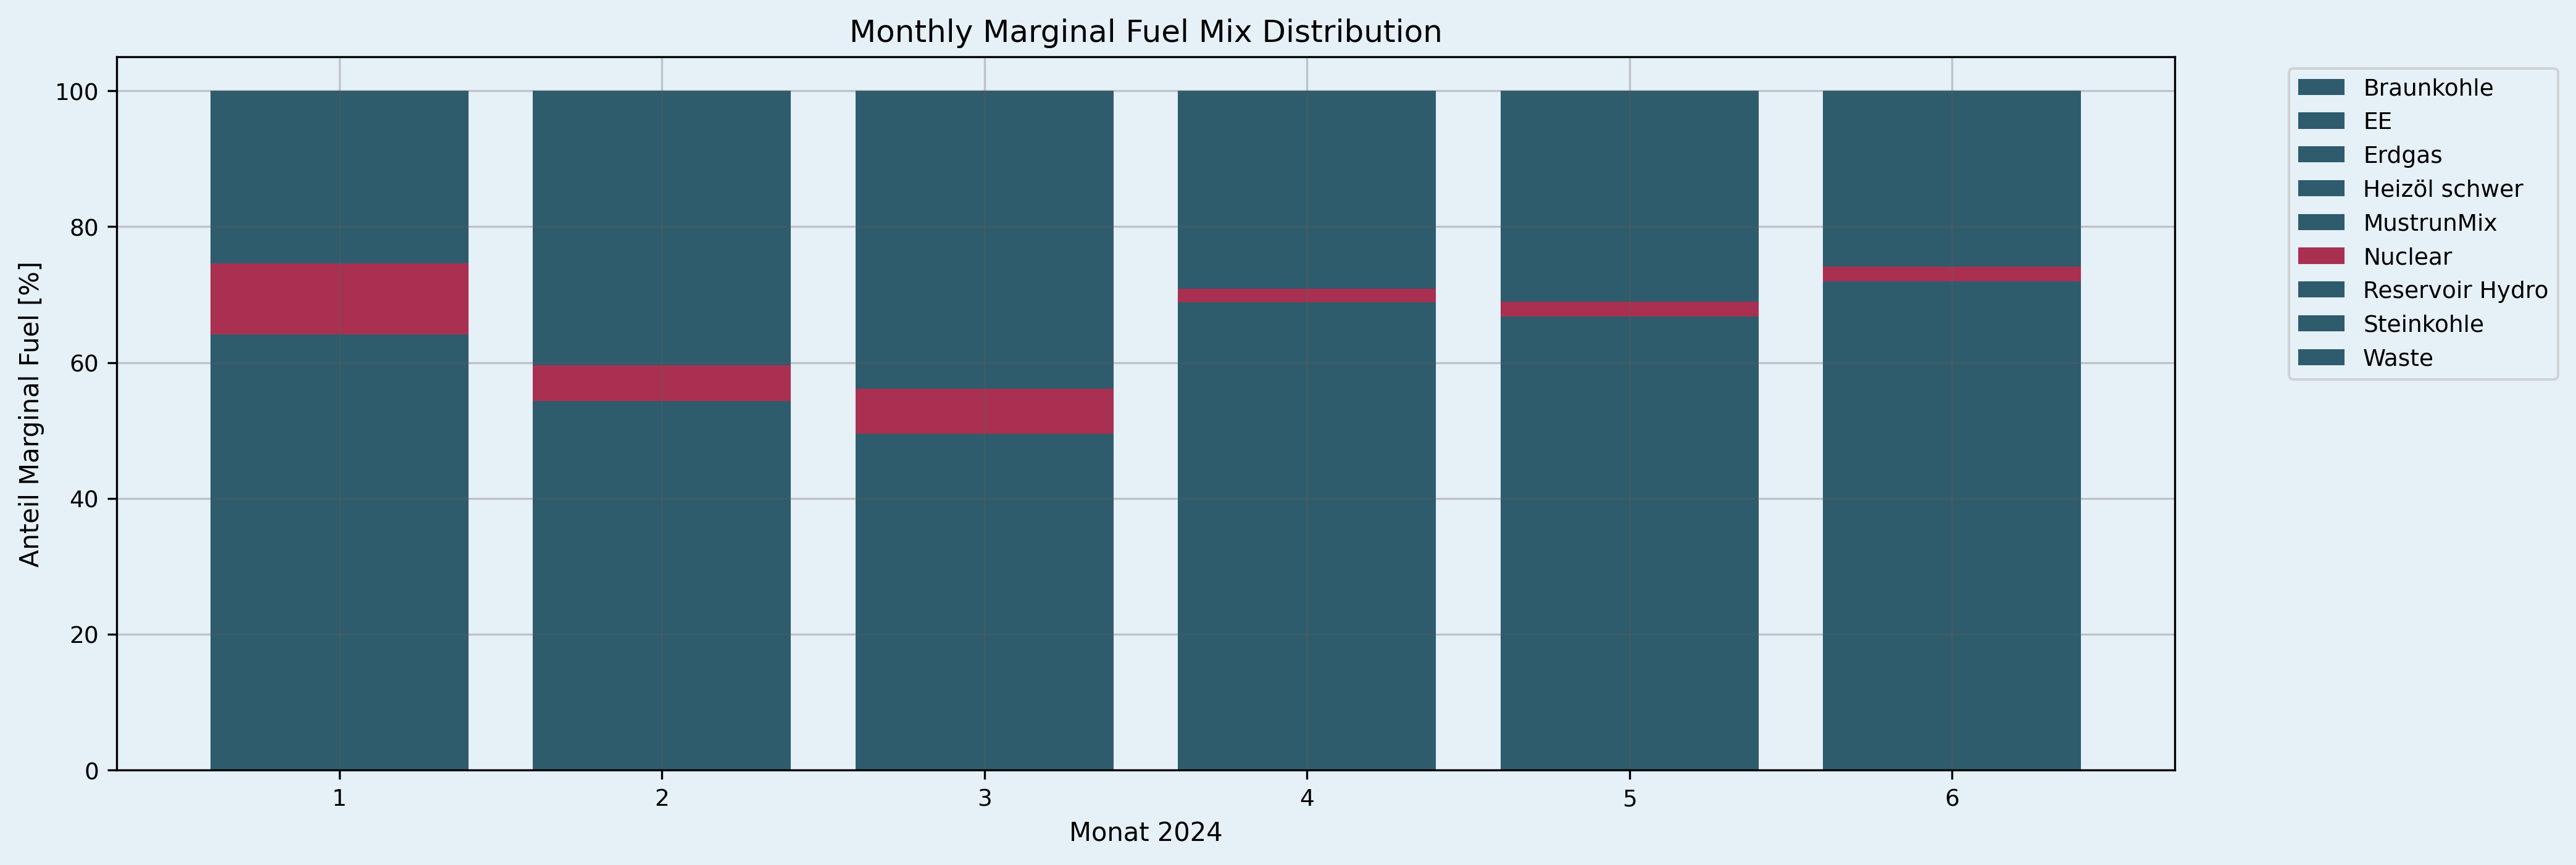 Monthly Marginal Fuel Mix Distribution
Anteil Marginal Fuel [%]
100
80
60
40
20
0
1 2 3 4 5 6
Monat 2024
Braunkohle
EE
Erdgas
Heizöl schwer
MustrunMix
Nuclear
Reservoir Hydro
Steinkohle
Waste